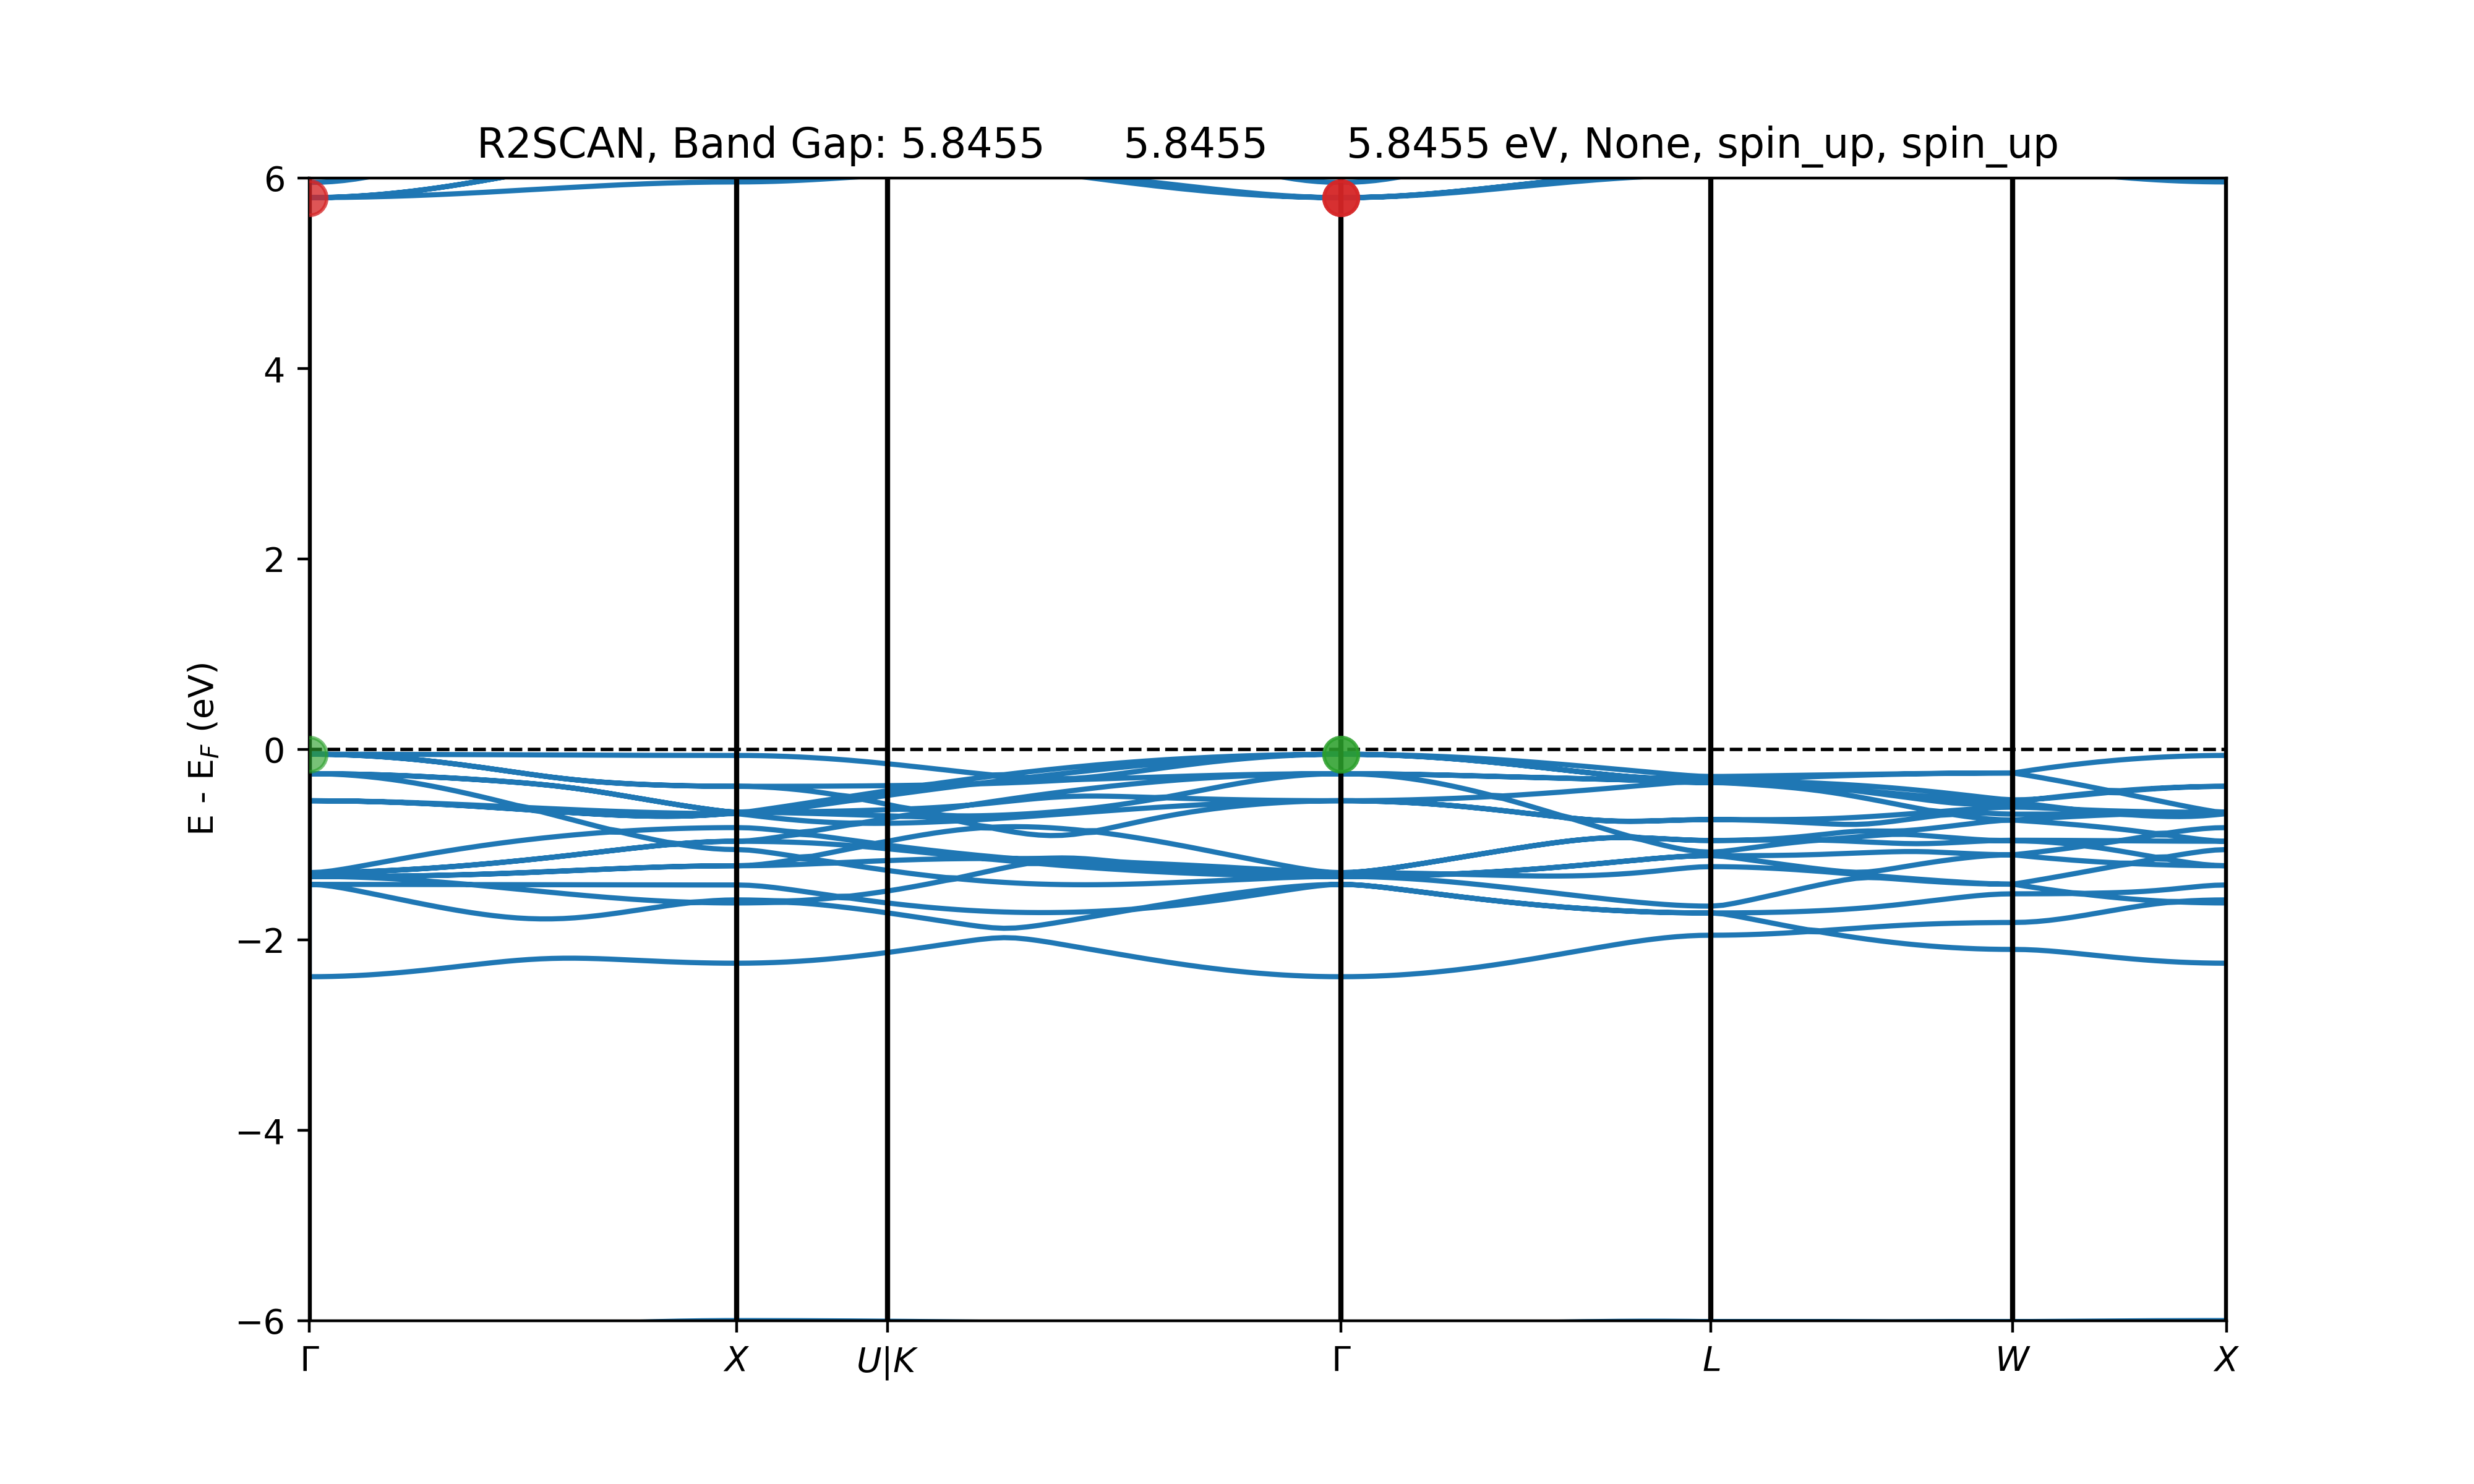 R2SCAN, Band Gap: 5.8455 5.8455 5.8455 eV, None, spin_up, spin_up
6
4
2
0
−2
−4
−6
E - E_F (eV)
Γ X U|K Γ L W X